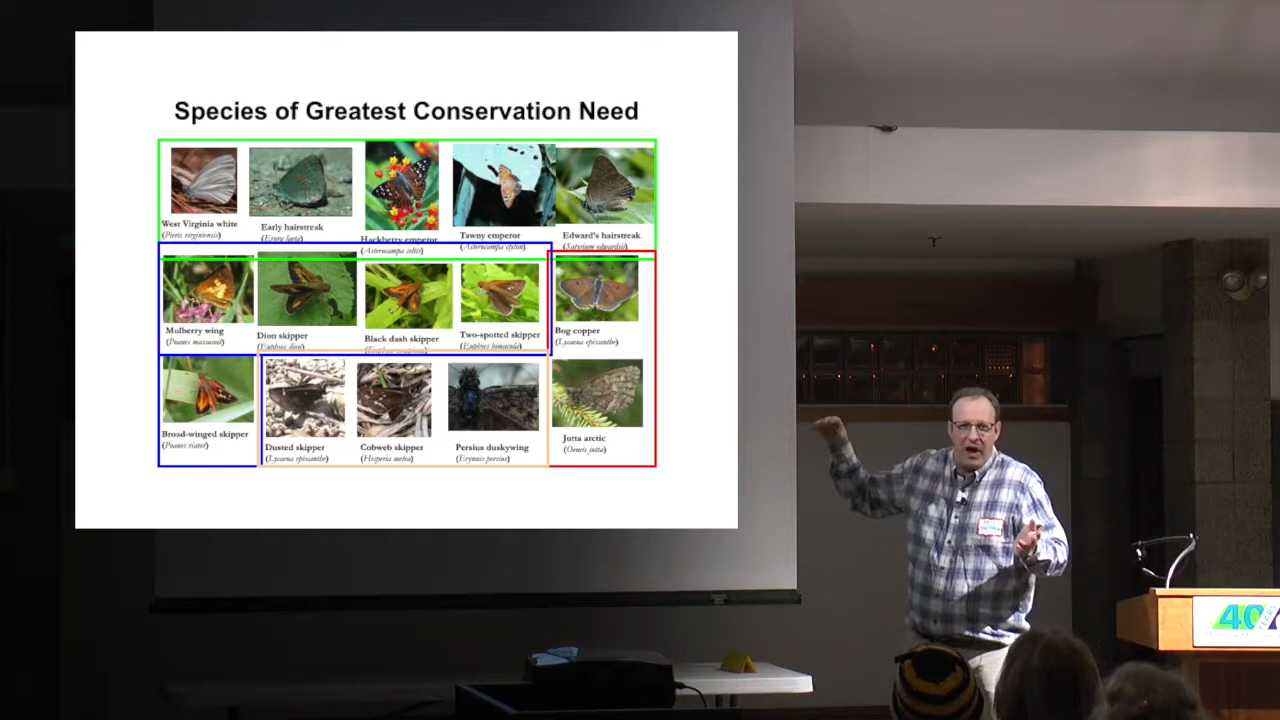 Species of Greatest Conservation Need
West Virginia white
(Pieris virginiensis)
Early hairstreak
(Erora laeta)
Hackberry emperor
(Asterocampa celtis)
Tawny emperor
(Asterocampa clyton)
Edward's hairstreak
(Satyrium edwardsii)
Mulberry wing
(Poanes massasoit)
Dion skipper
(Euphyes dion)
Black dash skipper
Two-spotted skipper
(Euphyes bimacula)
Bog copper
(Lycaena epixanthe)
Broad-winged skipper
(Poanes viator)
Dusted skipper
(Lycaena epixanthe)
Cobweb skipper
(Hesperia metea)
Persius duskywing
(Erynnis persius)
Jutta arctic
(Oeneis jutta)
40
YEARS